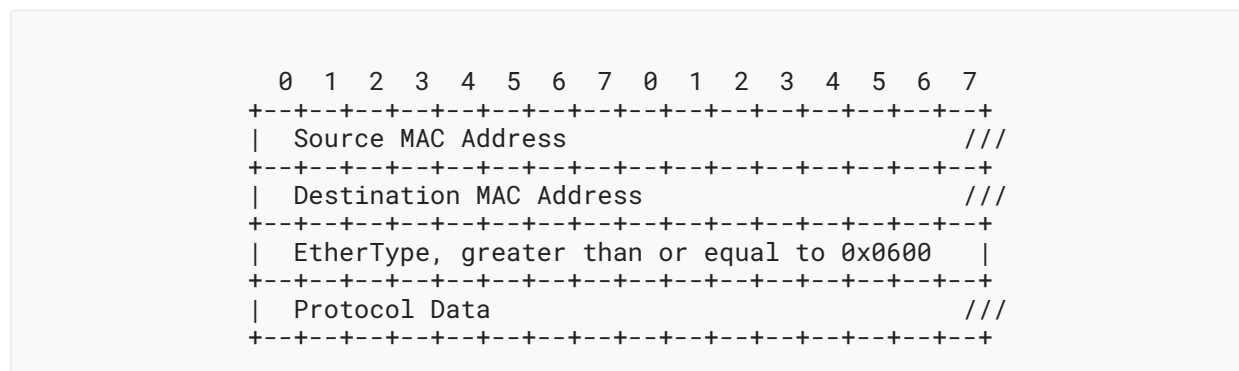 0  1  2  3  4  5  6  7  0  1  2  3  4  5  6  7
+--+--+--+--+--+--+--+--+--+--+--+--+--+--+--+--+
|  Source MAC Address                          ///
+--+--+--+--+--+--+--+--+--+--+--+--+--+--+--+--+
|  Destination MAC Address                     ///
+--+--+--+--+--+--+--+--+--+--+--+--+--+--+--+--+
|  EtherType, greater than or equal to 0x0600   |
+--+--+--+--+--+--+--+--+--+--+--+--+--+--+--+--+
|  Protocol Data                               ///
+--+--+--+--+--+--+--+--+--+--+--+--+--+--+--+--+